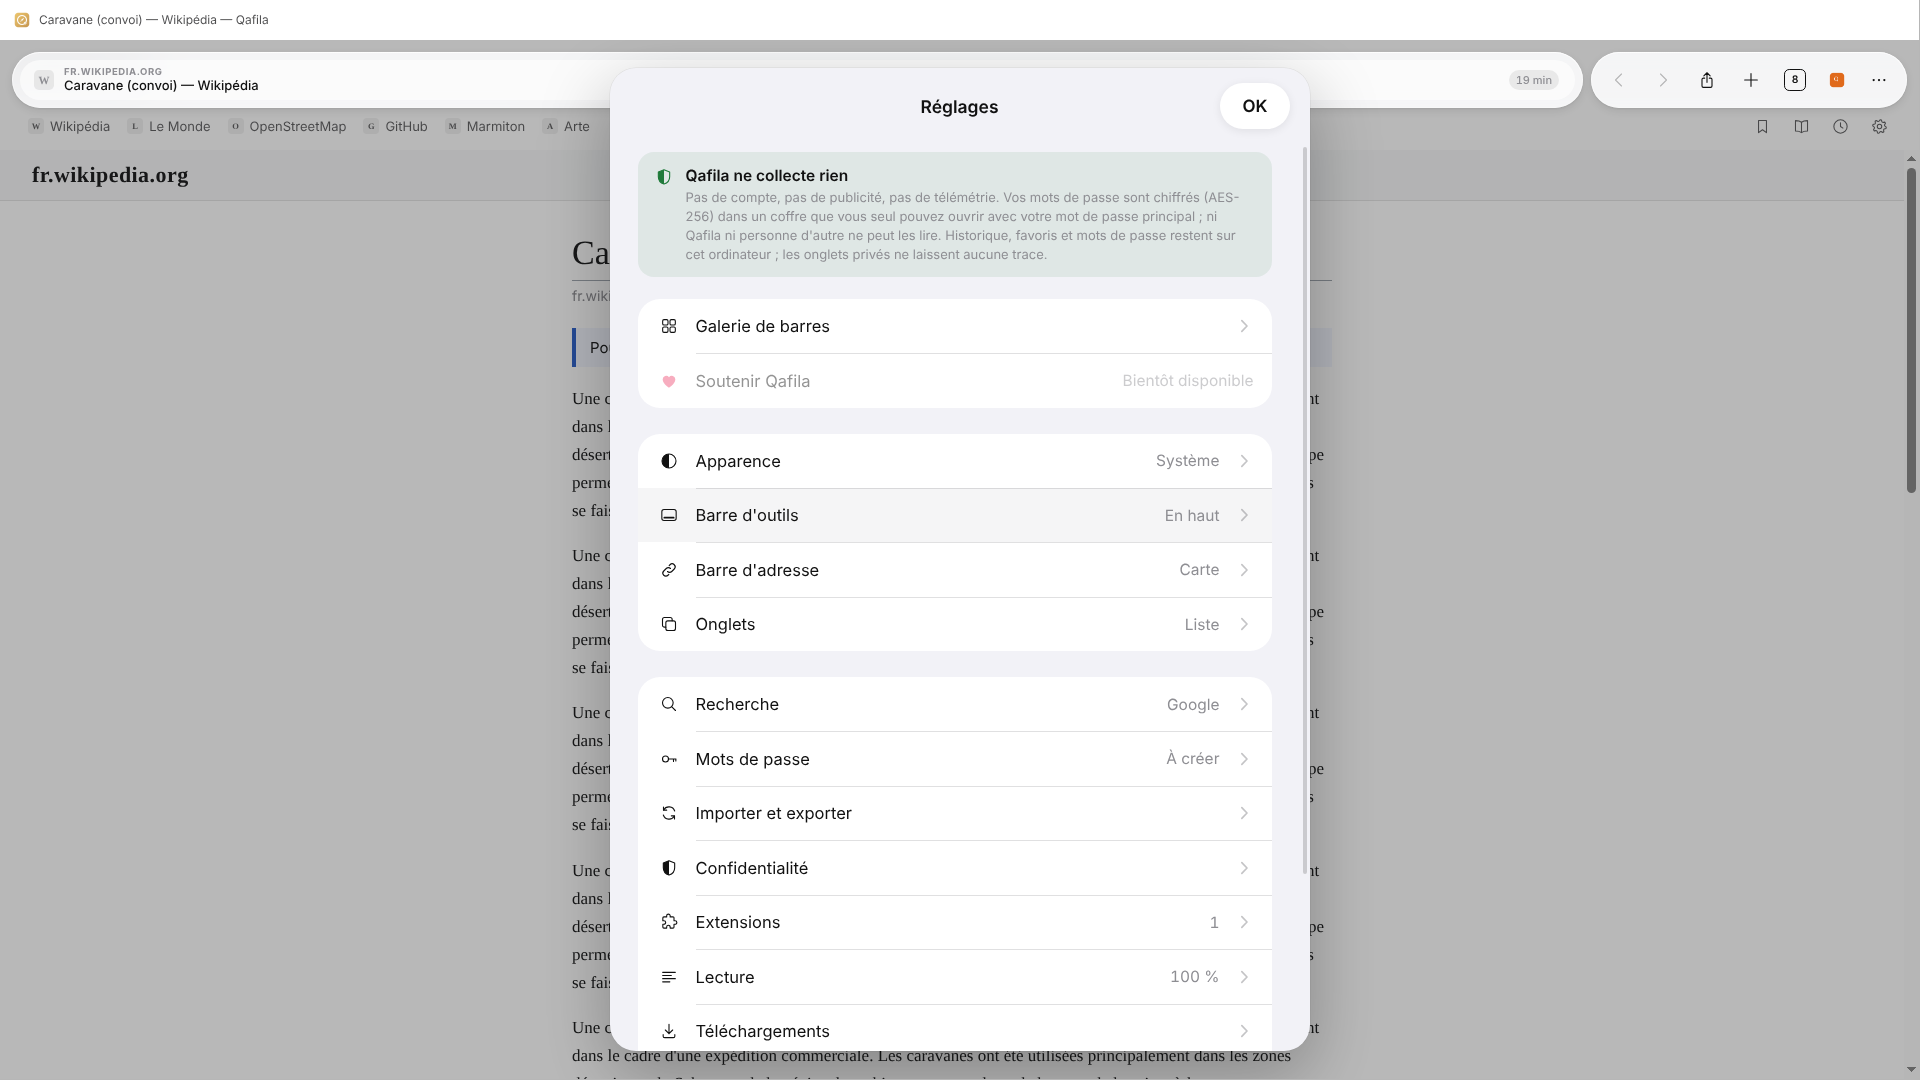 Caravane (convoi) — Wikipédia — Qafila
W
FR.WIKIPEDIA.ORG
Caravane (convoi) — Wikipédia
19 min
8
W Wikipédia
L Le Monde
O OpenStreetMap
G GitHub
M Marmiton
A Arte
fr.wikipedia.org
Réglages
OK
Qafila ne collecte rien
Pas de compte, pas de publicité, pas de télémétrie. Vos mots de passe sont chiffrés (AES-
256) dans un coffre que vous seul pouvez ouvrir avec votre mot de passe principal ; ni
Qafila ni personne d'autre ne peut les lire. Historique, favoris et mots de passe restent sur
cet ordinateur ; les onglets privés ne laissent aucune trace.
Galerie de barres
Soutenir Qafila Bientôt disponible
Apparence Système
Barre d'outils En haut
Barre d'adresse Carte
Onglets Liste
Recherche Google
Mots de passe À créer
Importer et exporter
Confidentialité
Extensions 1
Lecture 100 %
Téléchargements
dans le cadre d'une expédition commerciale. Les caravanes ont été utilisées principalement dans les zones